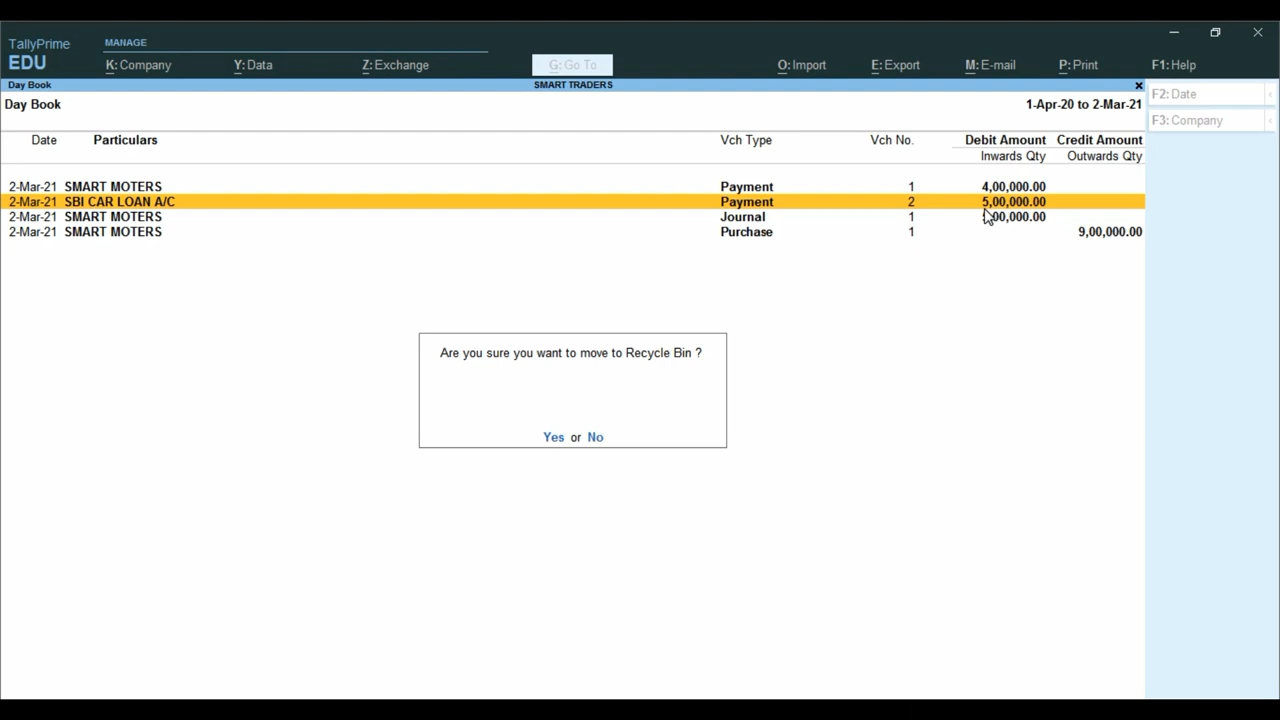 TallyPrime MANAGE
EDU K: Company Y: Data Z: Exchange G: Go To O: Import E: Export M: E-mail P: Print F1: Help
Day Book SMART TRADERS x
Day Book 1-Apr-20 to 2-Mar-21
F2: Date
F3: Company
Date Particulars Vch Type Vch No. Debit Amount Credit Amount
Inwards Qty Outwards Qty
2-Mar-21 SMART MOTERS Payment 1 4,00,000.00
2-Mar-21 SBI CAR LOAN A/C Payment 2 5,00,000.00
2-Mar-21 SMART MOTERS Journal 1
2-Mar-21 SMART MOTERS Purchase 1 9,00,000.00
Are you sure you want to move to Recycle Bin ?
Yes or No